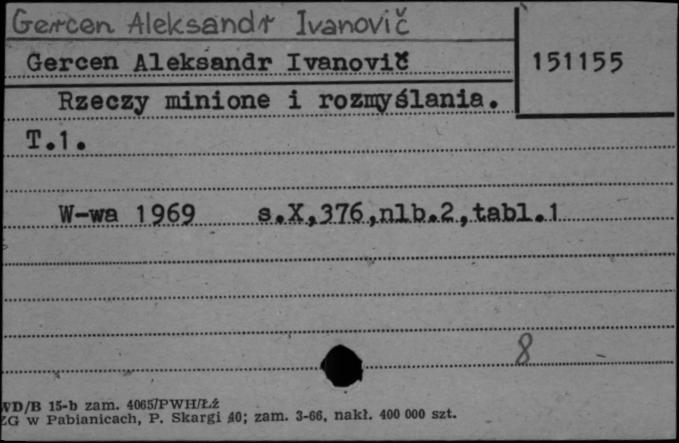 Gercen Aleksandr Ivanovič
Gercen Aleksandr Ivanovič
151155
Rzeczy minione i rozmyślania.
T.1.
W-wa 1969 s.X,376,nlb.2,tabl.1
8 -
WD/B 15-b zam. 4065/PWH/Łż
ZG w Pabianicach, P. Skargi 40; zam. 3-66, nakł. 400 000 szt.